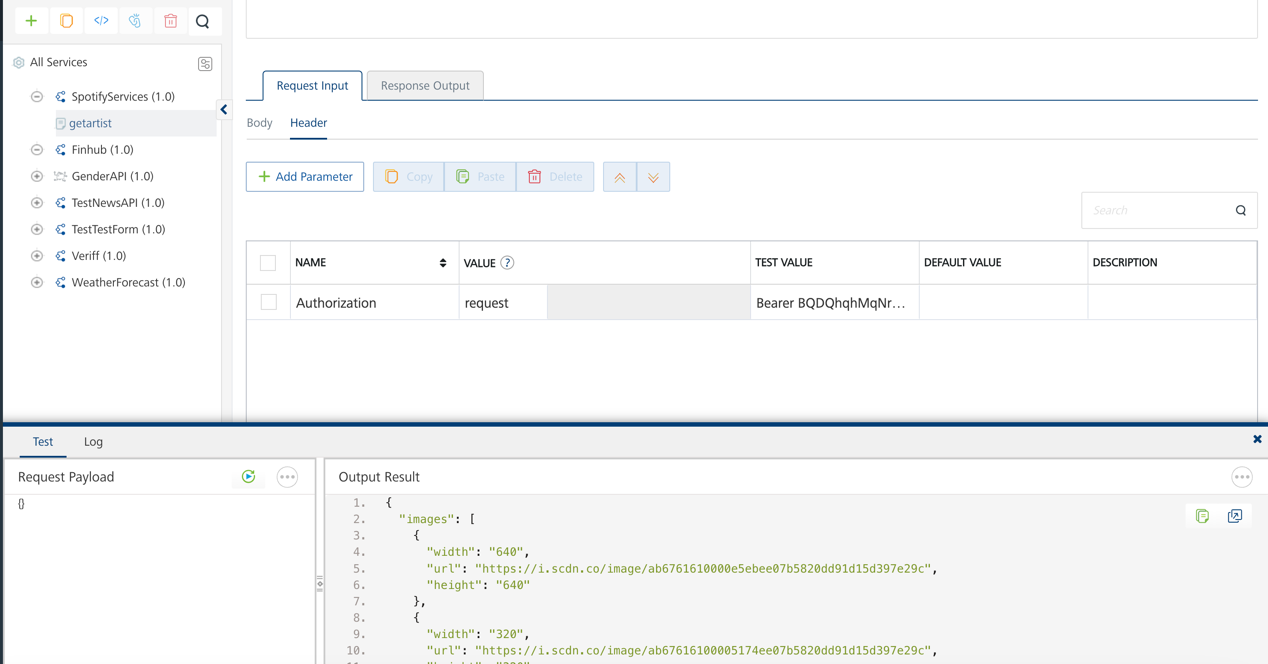 All Services
SpotifyServices (1.0)
getartist
Finhub (1.0)
GenderAPI (1.0)
TestNewsAPI (1.0)
TestTestForm (1.0)
Veriff (1.0)
WeatherForecast (1.0)
Request Input Response Output
Body Header
+ Add Parameter Copy Paste Delete
Search
NAME VALUE ? TEST VALUE DEFAULT VALUE DESCRIPTION
Authorization request Bearer BQDQhqhMqNr...
Test Log
Request Payload
{}
Output Result
1. {
2. "images": [
3. {
4. "width": "640",
5. "url": "https://i.scdn.co/image/ab6761610000e5ebee07b5820dd91d15d397e29c",
6. "height": "640"
7. },
8. {
9. "width": "320",
10. "url": "https://i.scdn.co/image/ab67616100005174ee07b5820dd91d15d397e29c",